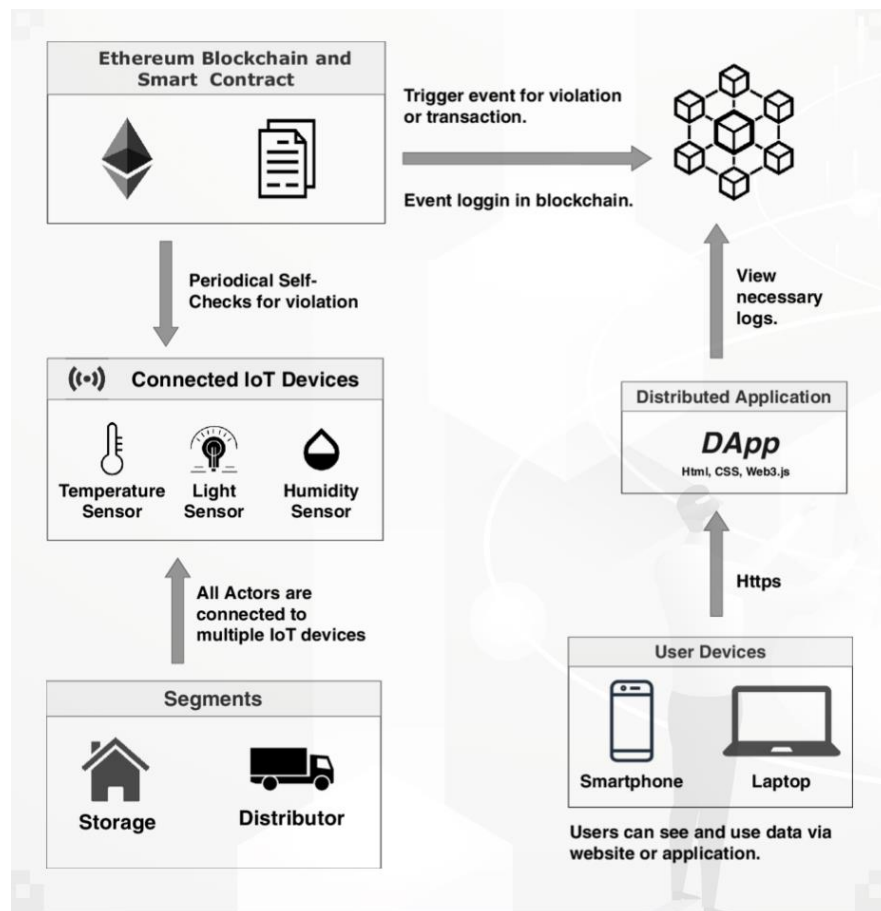 Ethereum Blockchain and
Smart Contract
Trigger event for violation
or transaction.
Event loggin in blockchain.
Periodical Self-
Checks for violation
View
necessary
logs.
Connected IoT Devices
Temperature
Sensor
Light
Sensor
Humidity
Sensor
Distributed Application
DApp
Html, CSS, Web3.js
All Actors are
connected to
multiple IoT devices
Https
Segments
Storage
Distributor
User Devices
Smartphone
Laptop
Users can see and use data via
website or application.